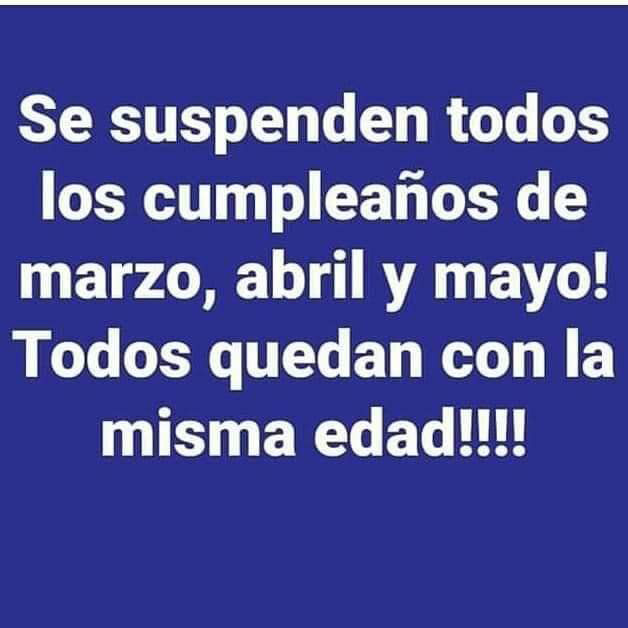 Se suspenden todos
los cumpleaños de
marzo, abril y mayo!
Todos quedan con la
misma edad!!!!